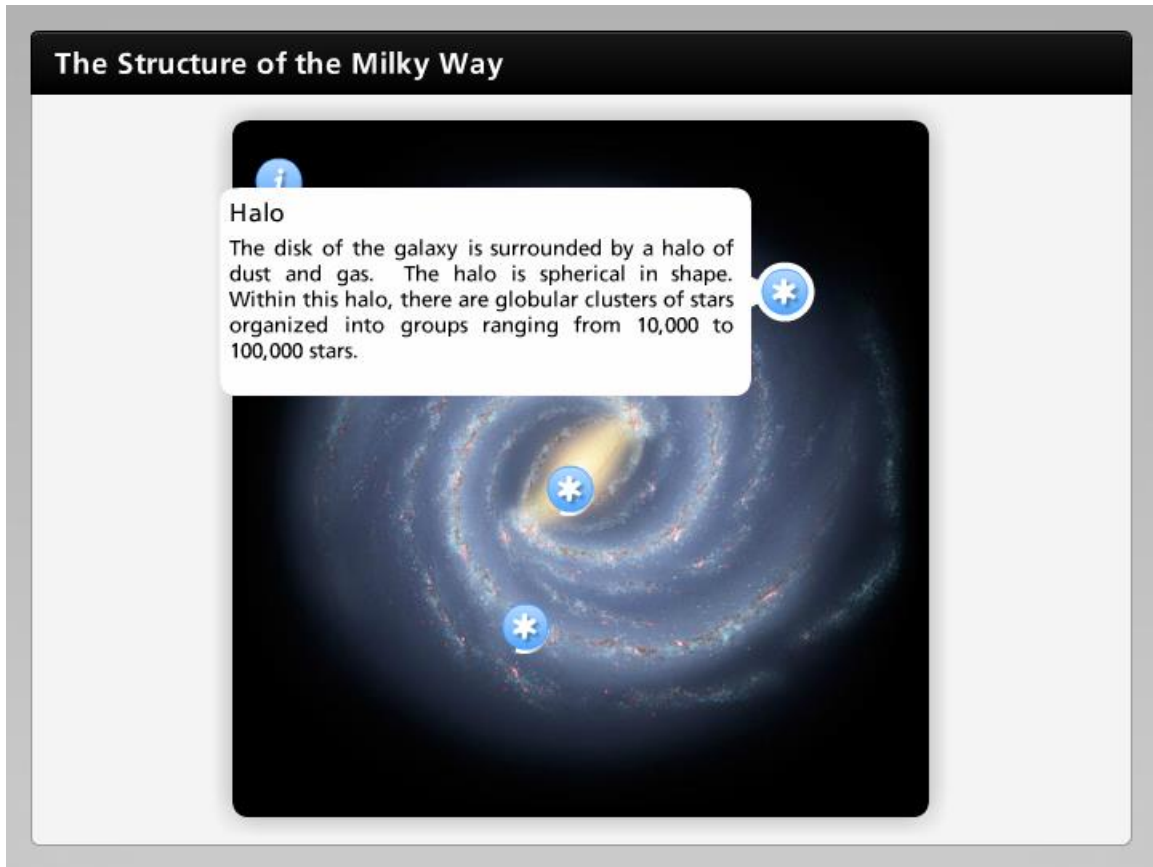 The Structure of the Milky Way
i
Halo
The disk of the galaxy is surrounded by a halo of
dust and gas. The halo is spherical in shape.
Within this halo, there are globular clusters of stars
organized into groups ranging from 10,000 to
100,000 stars.